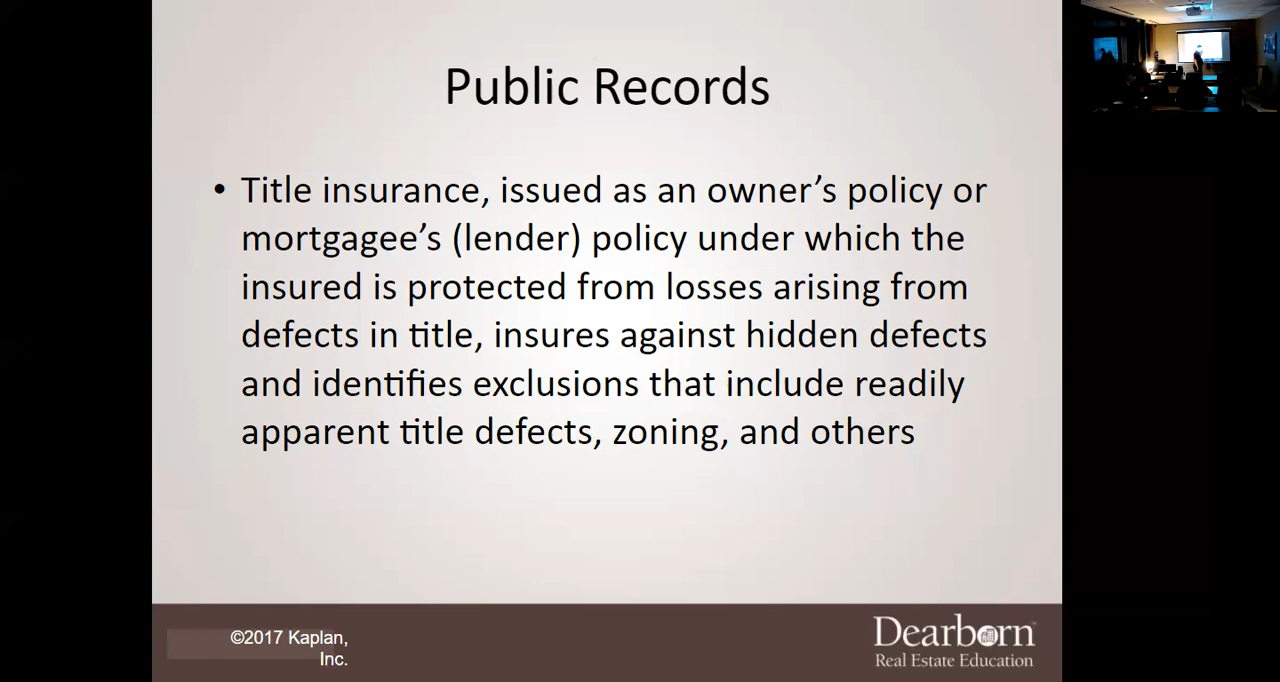 Public Records
• Title insurance, issued as an owner’s policy or
mortgagee’s (lender) policy under which the
insured is protected from losses arising from
defects in title, insures against hidden defects
and identifies exclusions that include readily
apparent title defects, zoning, and others
©2017 Kaplan,
Inc.
Dearborn™
Real Estate Education